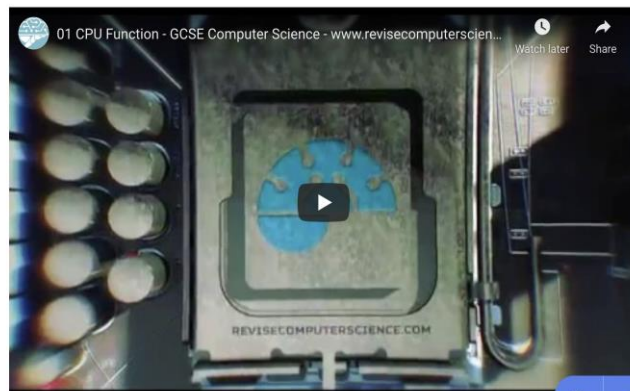 01 CPU Function - GCSE Computer Science - www.revisecomputerscien...
Watch later
Share
REVISECOMPUTERSCIENCE.COM